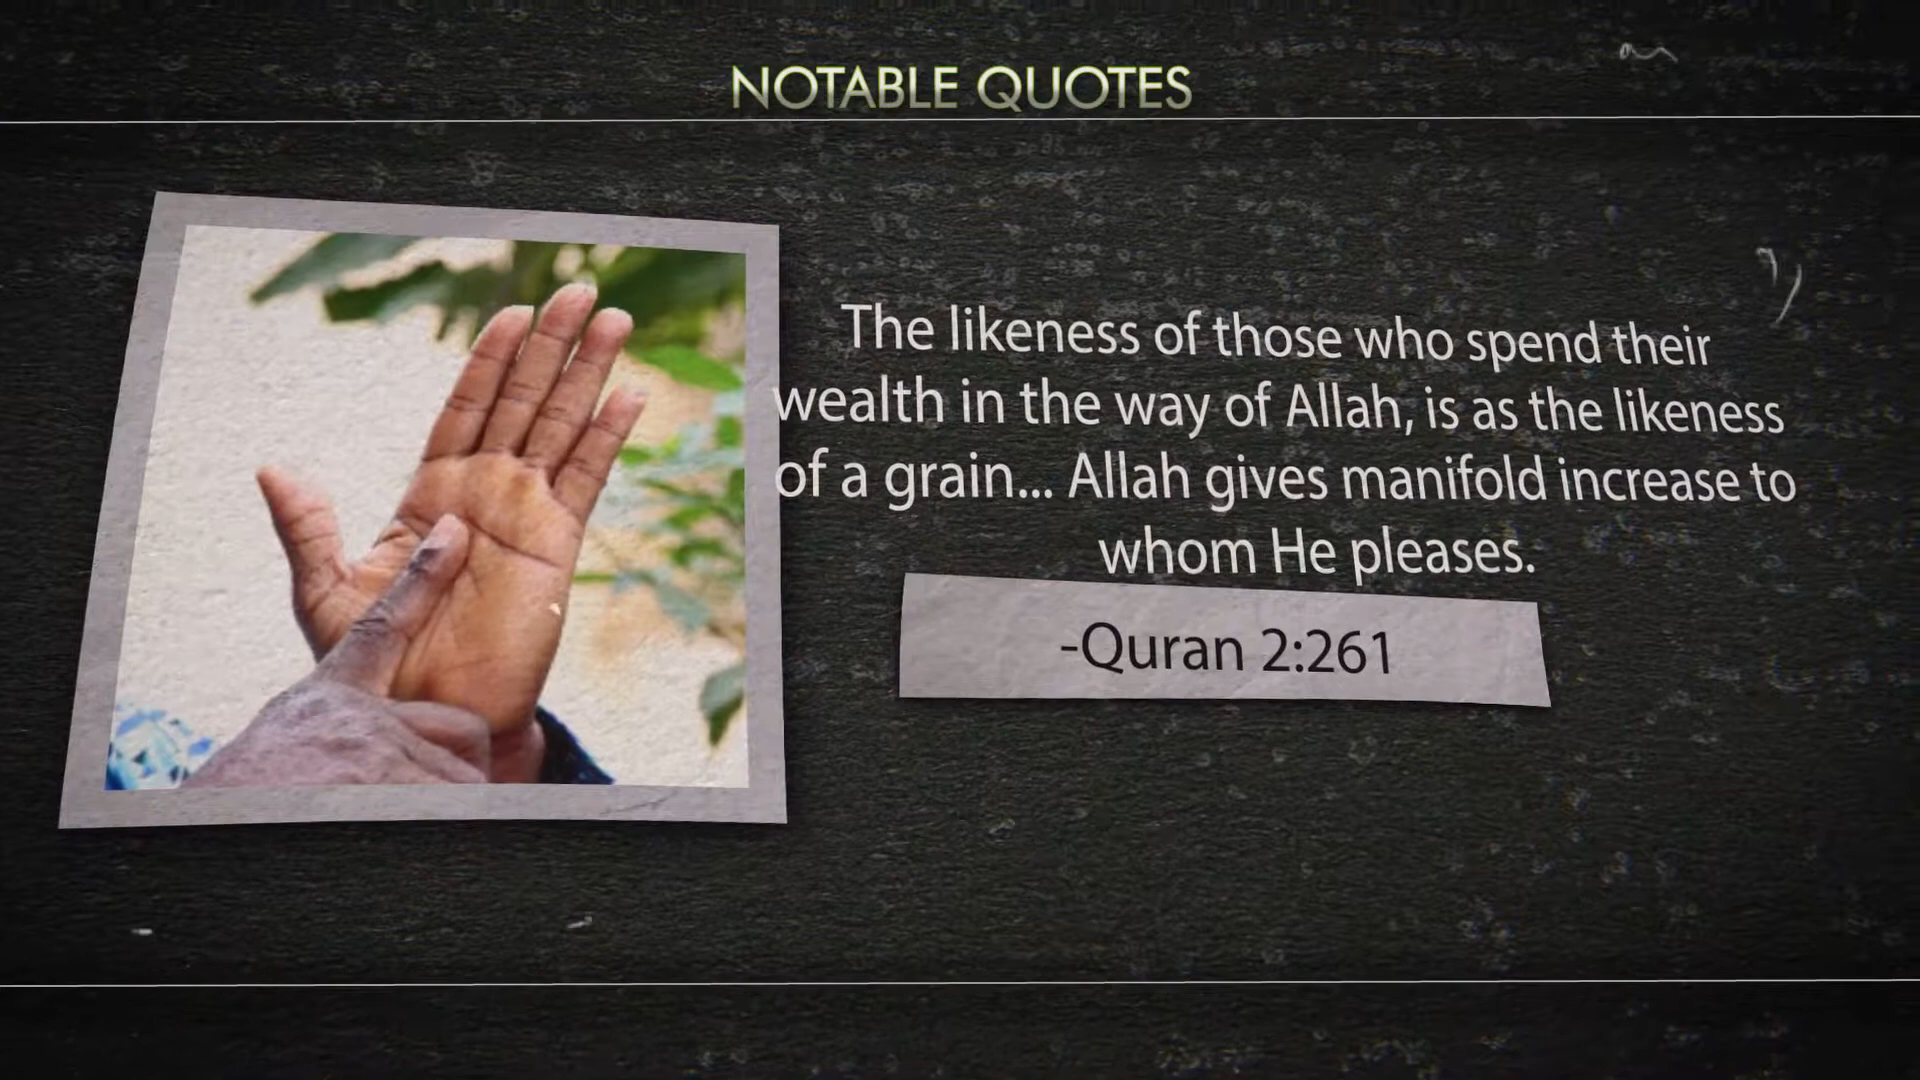 NOTABLE QUOTES
The likeness of those who spend their
wealth in the way of Allah, is as the likeness
of a grain... Allah gives manifold increase to
whom He pleases.
-Quran 2:261